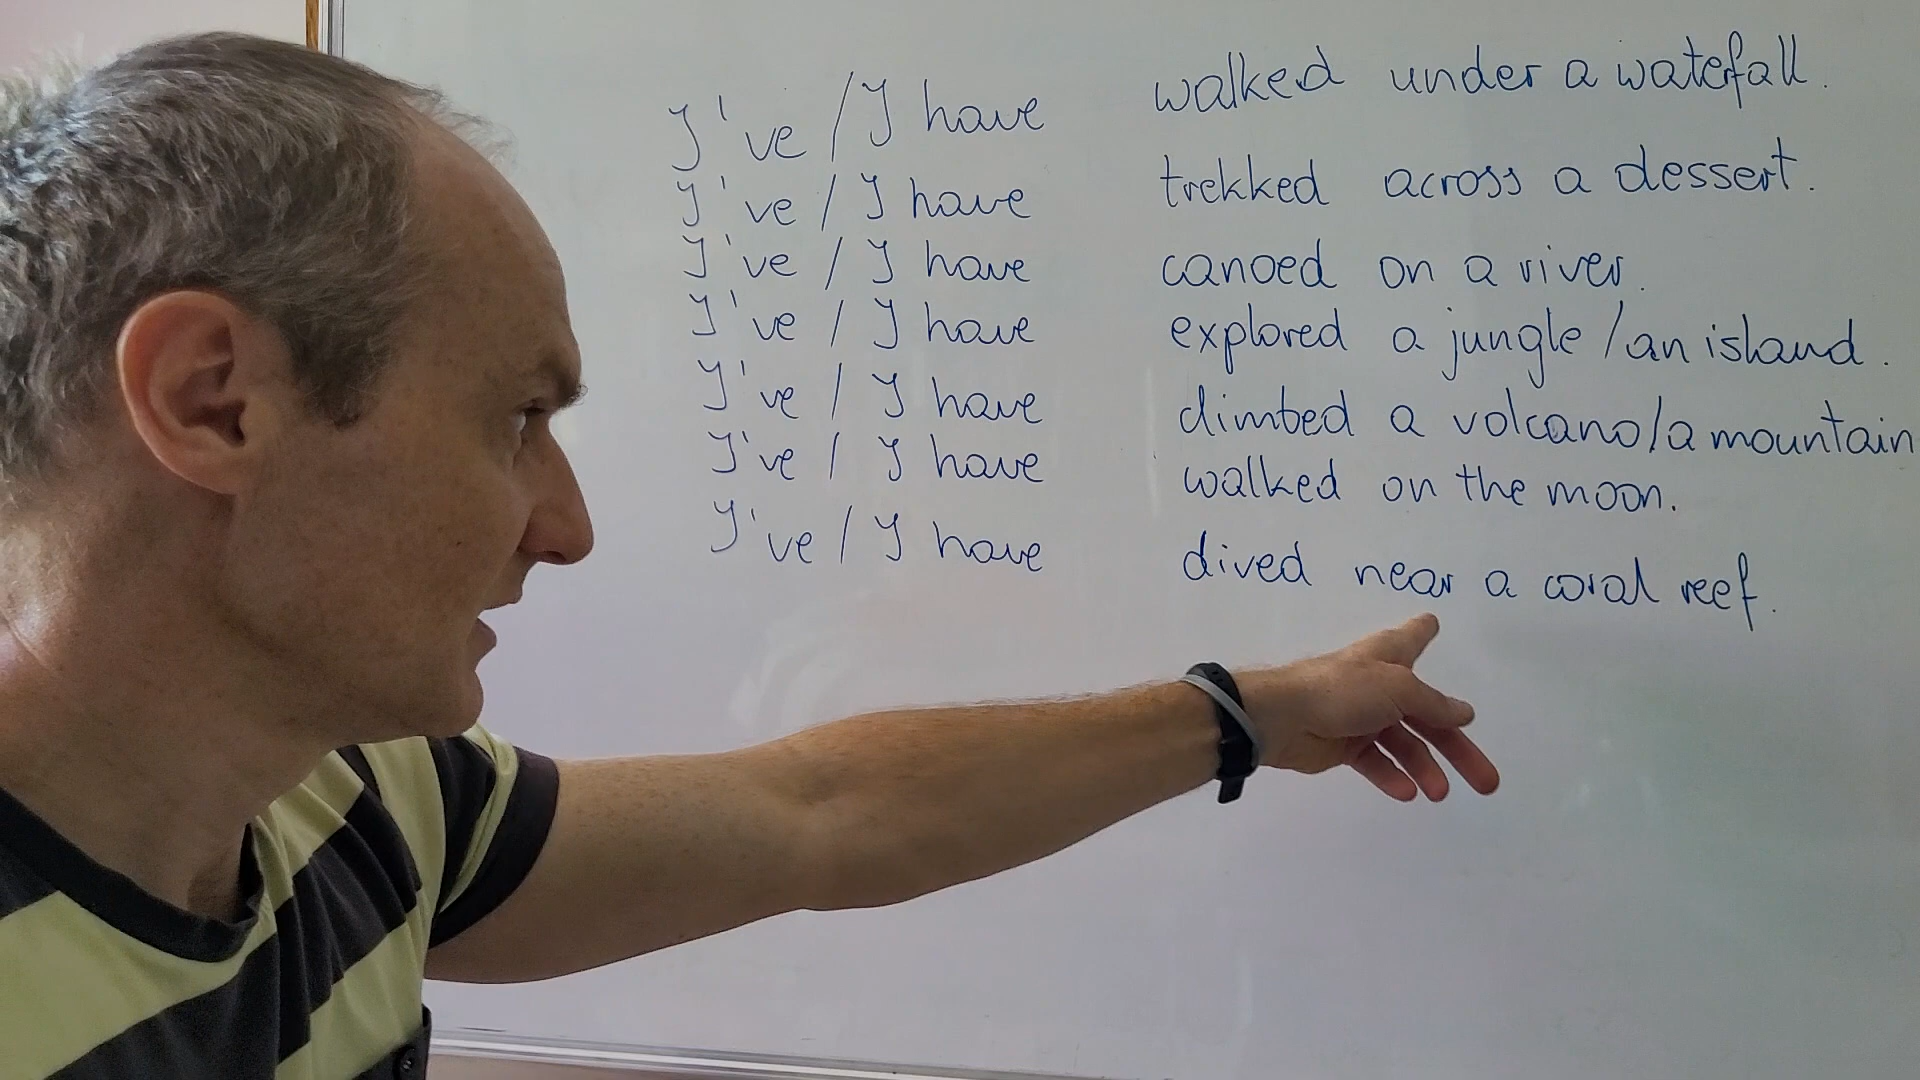 I've / I have walked under a waterfall.
I've / I have trekked across a dessert.
I've / I have canoed on a river.
I've / I have explored a jungle / an island.
I've / I have climbed a volcano / a mountain
I've / I have walked on the moon.
I've / I have dived near a coral reef.